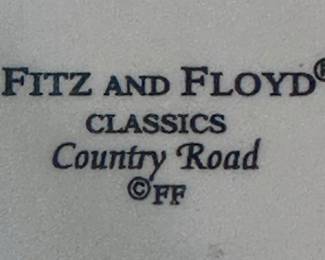 FITZ AND FLOYD®
CLASSICS
Country Road
©FF